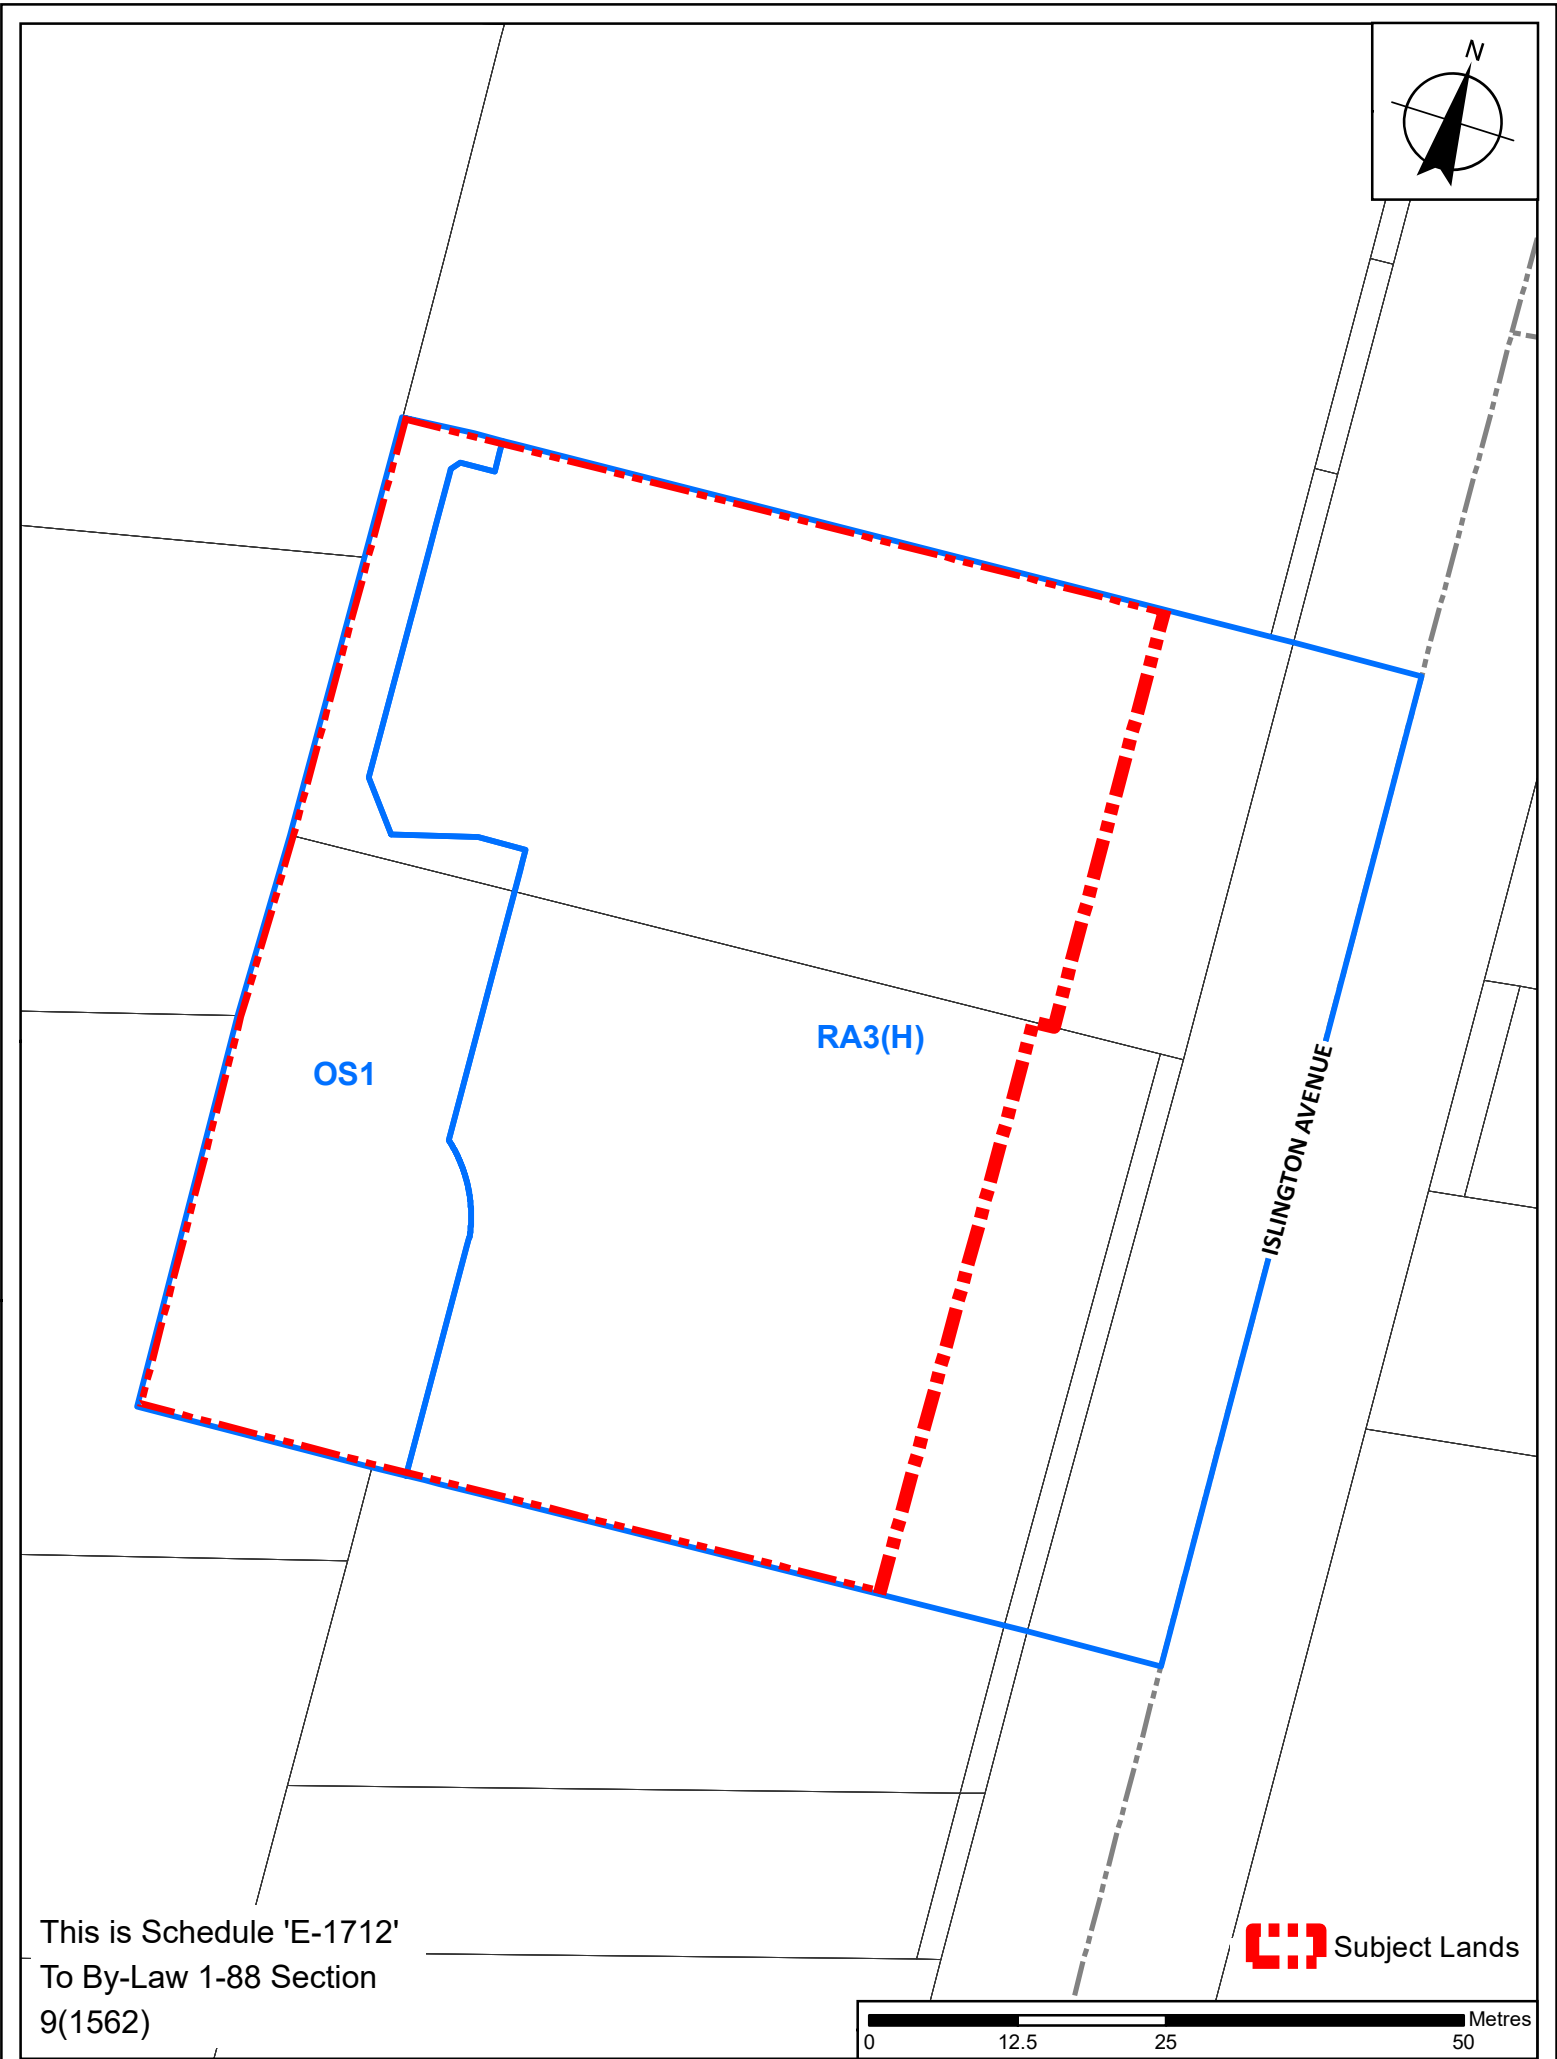 N
RA3(H)
OS1
ISLINGTON AVENUE
This is Schedule 'E-1712'
To By-Law 1-88 Section
9(1562)
Subject Lands
Metres
0 12.5 25 50